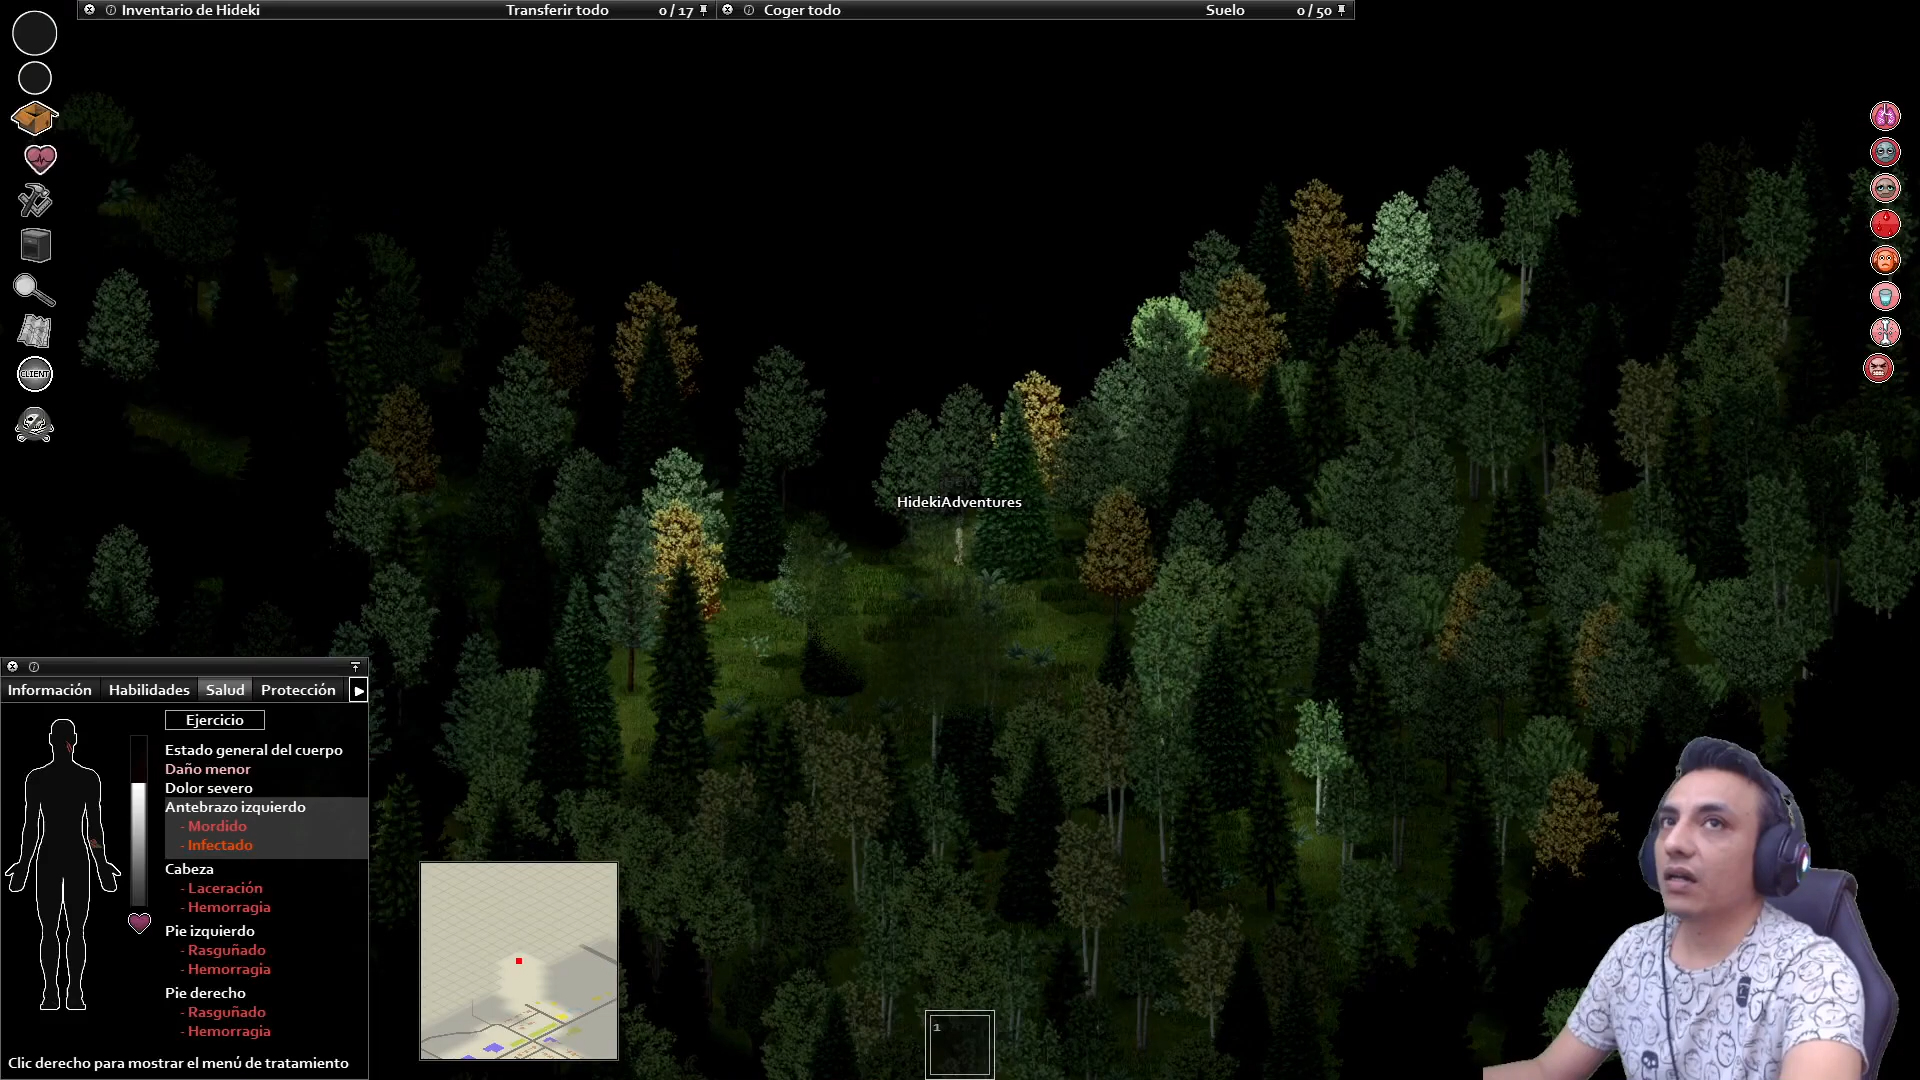 Inventario de Hideki
Transferir todo
0 / 17
Coger todo
Suelo
0 / 50
CLIENT
HidekiAdventures
Información
Habilidades
Salud
Protección
Ejercicio
Estado general del cuerpo
Daño menor
Dolor severo
Antebrazo izquierdo
- Mordido
- Infectado
Cabeza
- Laceración
- Hemorragia
Pie izquierdo
- Rasguñado
- Hemorragia
Pie derecho
- Rasguñado
- Hemorragia
Clic derecho para mostrar el menú de tratamiento
1